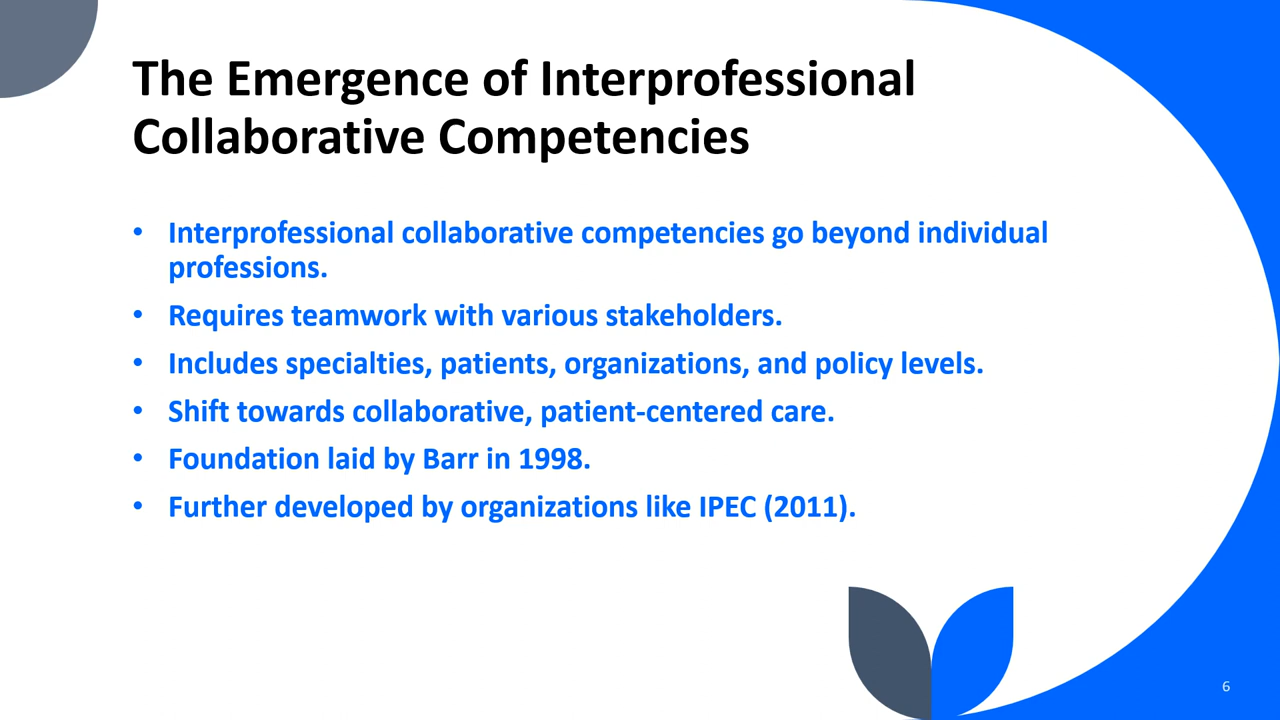 The Emergence of Interprofessional
Collaborative Competencies
• Interprofessional collaborative competencies go beyond individual
professions.
• Requires teamwork with various stakeholders.
• Includes specialties, patients, organizations, and policy levels.
• Shift towards collaborative, patient-centered care.
• Foundation laid by Barr in 1998.
• Further developed by organizations like IPEC (2011).
6